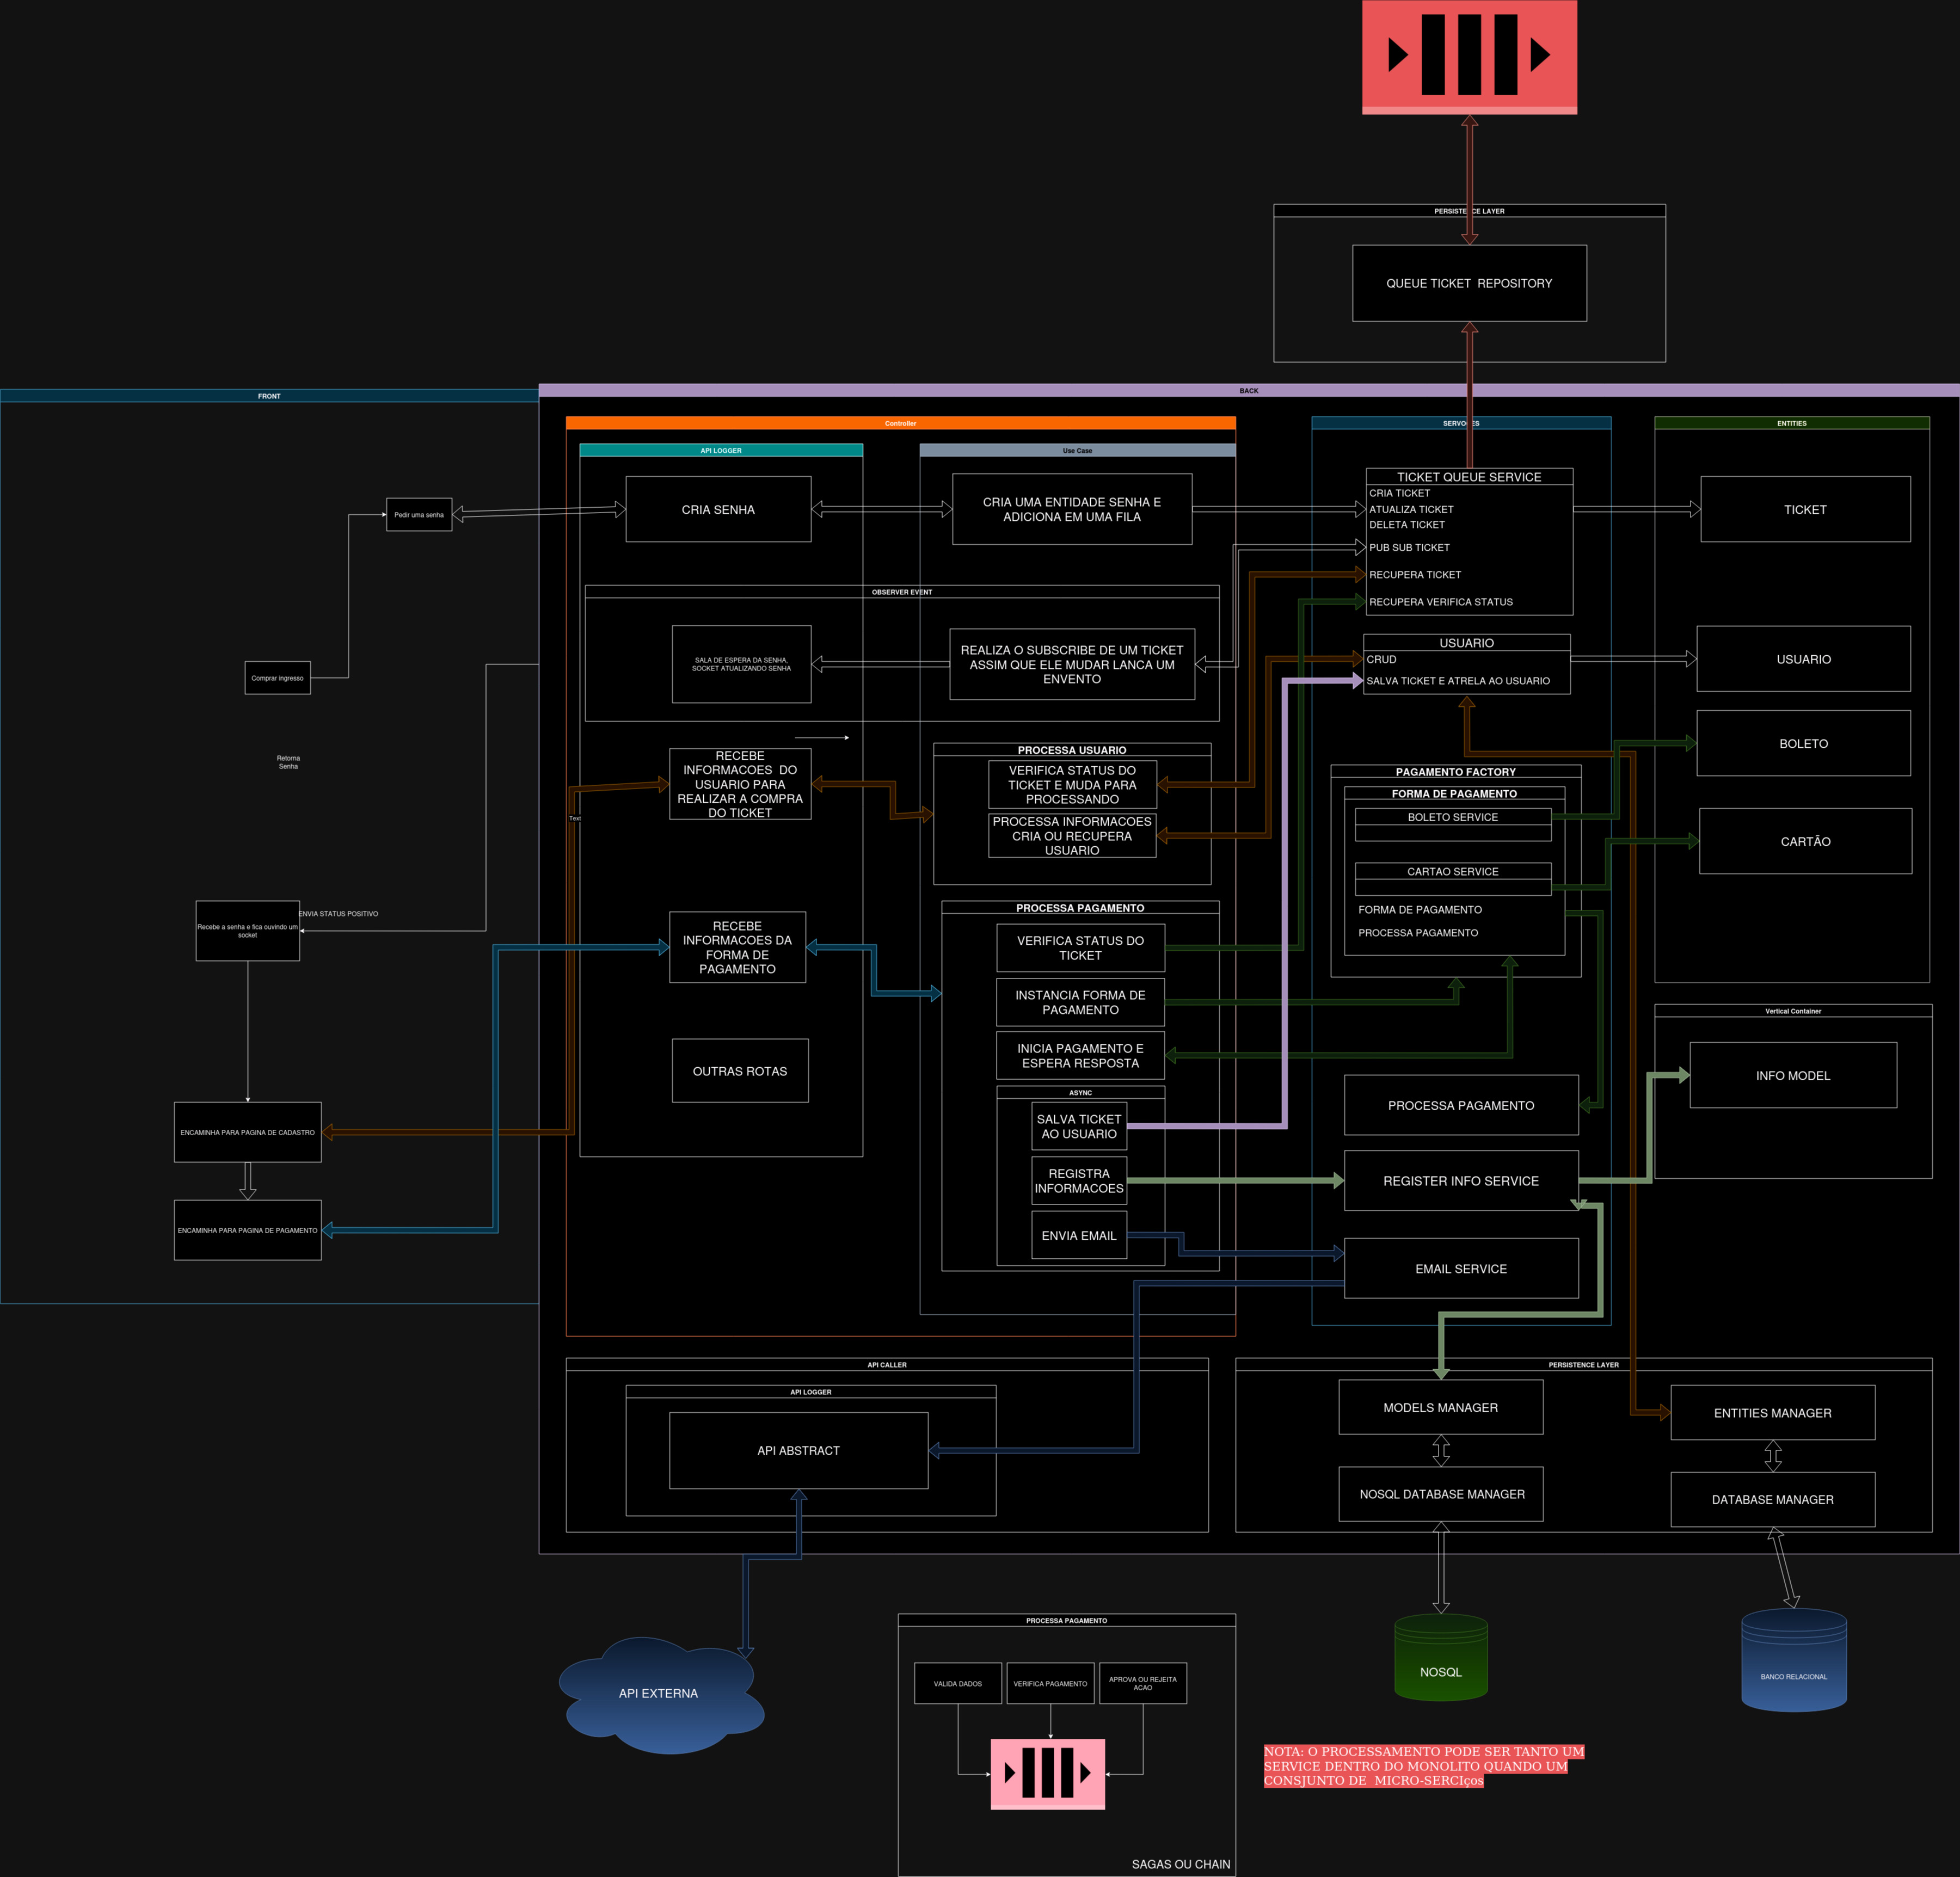 PERSISTENCE LAYER
QUEUE TICKET  REPOSITORY
FRONT
BACK
Pedir uma senha
Comprar ingresso
Retorna
Senha
Recebe a senha e fica ouvindo um
socket
ENVIA STATUS POSITIVO
ENCAMINHA PARA PAGINA DE CADASTRO
ENCAMINHA PARA PAGINA DE PAGAMENTO
Text
Controller
API LOGGER
CRIA SENHA
Use Case
CRIA UMA ENTIDADE SENHA E
ADICIONA EM UMA FILA
OBSERVER EVENT
SALA DE ESPERA DA SENHA,
SOCKET ATUALIZANDO SENHA
REALIZA O SUBSCRIBE DE UM TICKET
ASSIM QUE ELE MUDAR LANCA UM
ENVENTO
RECEBE
INFORMACOES  DO
USUARIO PARA
REALIZAR A COMPRA
DO TICKET
PROCESSA USUARIO
VERIFICA STATUS DO
TICKET E MUDA PARA
PROCESSANDO
PROCESSA INFORMACOES
CRIA OU RECUPERA
USUARIO
RECEBE
INFORMACOES DA
FORMA DE
PAGAMENTO
OUTRAS ROTAS
PROCESSA PAGAMENTO
VERIFICA STATUS DO
TICKET
INSTANCIA FORMA DE
PAGAMENTO
INICIA PAGAMENTO E
ESPERA RESPOSTA
ASYNC
SALVA TICKET
AO USUARIO
REGISTRA
INFORMACOES
ENVIA EMAIL
SERVOCES
TICKET QUEUE SERVICE
CRIA TICKET
ATUALIZA TICKET
DELETA TICKET
PUB SUB TICKET
RECUPERA TICKET
RECUPERA VERIFICA STATUS
USUARIO
CRUD
SALVA TICKET E ATRELA AO USUARIO
PAGAMENTO FACTORY
FORMA DE PAGAMENTO
BOLETO SERVICE
CARTAO SERVICE
FORMA DE PAGAMENTO
PROCESSA PAGAMENTO
PROCESSA PAGAMENTO
REGISTER INFO SERVICE
EMAIL SERVICE
ENTITIES
TICKET
USUARIO
BOLETO
CARTÃO
Vertical Container
INFO MODEL
API CALLER
API LOGGER
API ABSTRACT
PERSISTENCE LAYER
MODELS MANAGER
ENTITIES MANAGER
NOSQL DATABASE MANAGER
DATABASE MANAGER
API EXTERNA
PROCESSA PAGAMENTO
VALIDA DADOS
VERIFICA PAGAMENTO
APROVA OU REJEITA
ACAO
SAGAS OU CHAIN
NOSQL
BANCO RELACIONAL
NOTA: O PROCESSAMENTO PODE SER TANTO UM
SERVICE DENTRO DO MONOLITO QUANDO UM
CONSJUNTO DE  MICRO-SERCIços